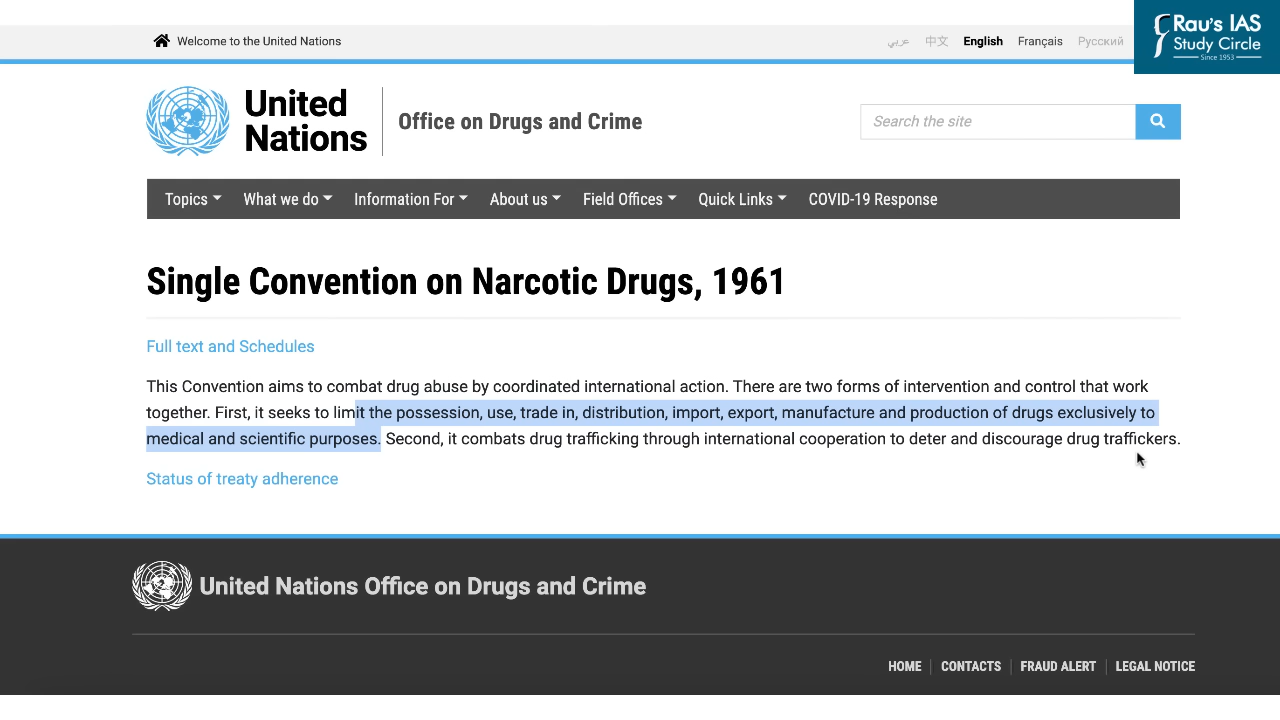 Welcome to the United Nations
عربي 中文 English Français Русский
Rau's IAS
Study Circle
Since 1953
United
Nations
Office on Drugs and Crime
Search the site
Topics What we do Information For About us Field Offices Quick Links COVID-19 Response
Single Convention on Narcotic Drugs, 1961
Full text and Schedules
This Convention aims to combat drug abuse by coordinated international action. There are two forms of intervention and control that work
together. First, it seeks to limit the possession, use, trade in, distribution, import, export, manufacture and production of drugs exclusively to
medical and scientific purposes. Second, it combats drug trafficking through international cooperation to deter and discourage drug traffickers.
Status of treaty adherence
United Nations Office on Drugs and Crime
HOME CONTACTS FRAUD ALERT LEGAL NOTICE